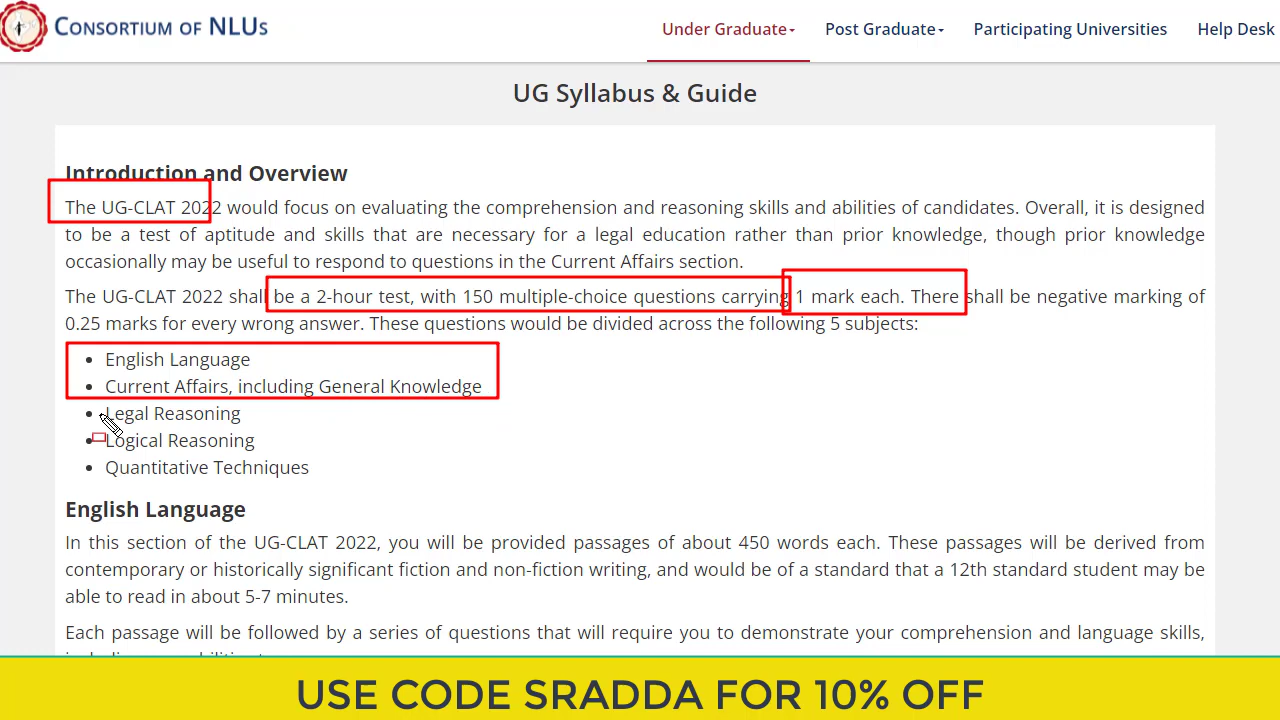 CONSORTIUM OF NLUS
Under Graduate Post Graduate Participating Universities Help Desk
UG Syllabus & Guide
Introduction and Overview
The UG-CLAT 2022 would focus on evaluating the comprehension and reasoning skills and abilities of candidates. Overall, it is designed
to be a test of aptitude and skills that are necessary for a legal education rather than prior knowledge, though prior knowledge
occasionally may be useful to respond to questions in the Current Affairs section.
The UG-CLAT 2022 shall be a 2-hour test, with 150 multiple-choice questions carrying 1 mark each. There shall be negative marking of
0.25 marks for every wrong answer. These questions would be divided across the following 5 subjects:
• English Language
• Current Affairs, including General Knowledge
• Legal Reasoning
• Logical Reasoning
• Quantitative Techniques
English Language
In this section of the UG-CLAT 2022, you will be provided passages of about 450 words each. These passages will be derived from
contemporary or historically significant fiction and non-fiction writing, and would be of a standard that a 12th standard student may be
able to read in about 5-7 minutes.
Each passage will be followed by a series of questions that will require you to demonstrate your comprehension and language skills,
USE CODE SRADDA FOR 10% OFF